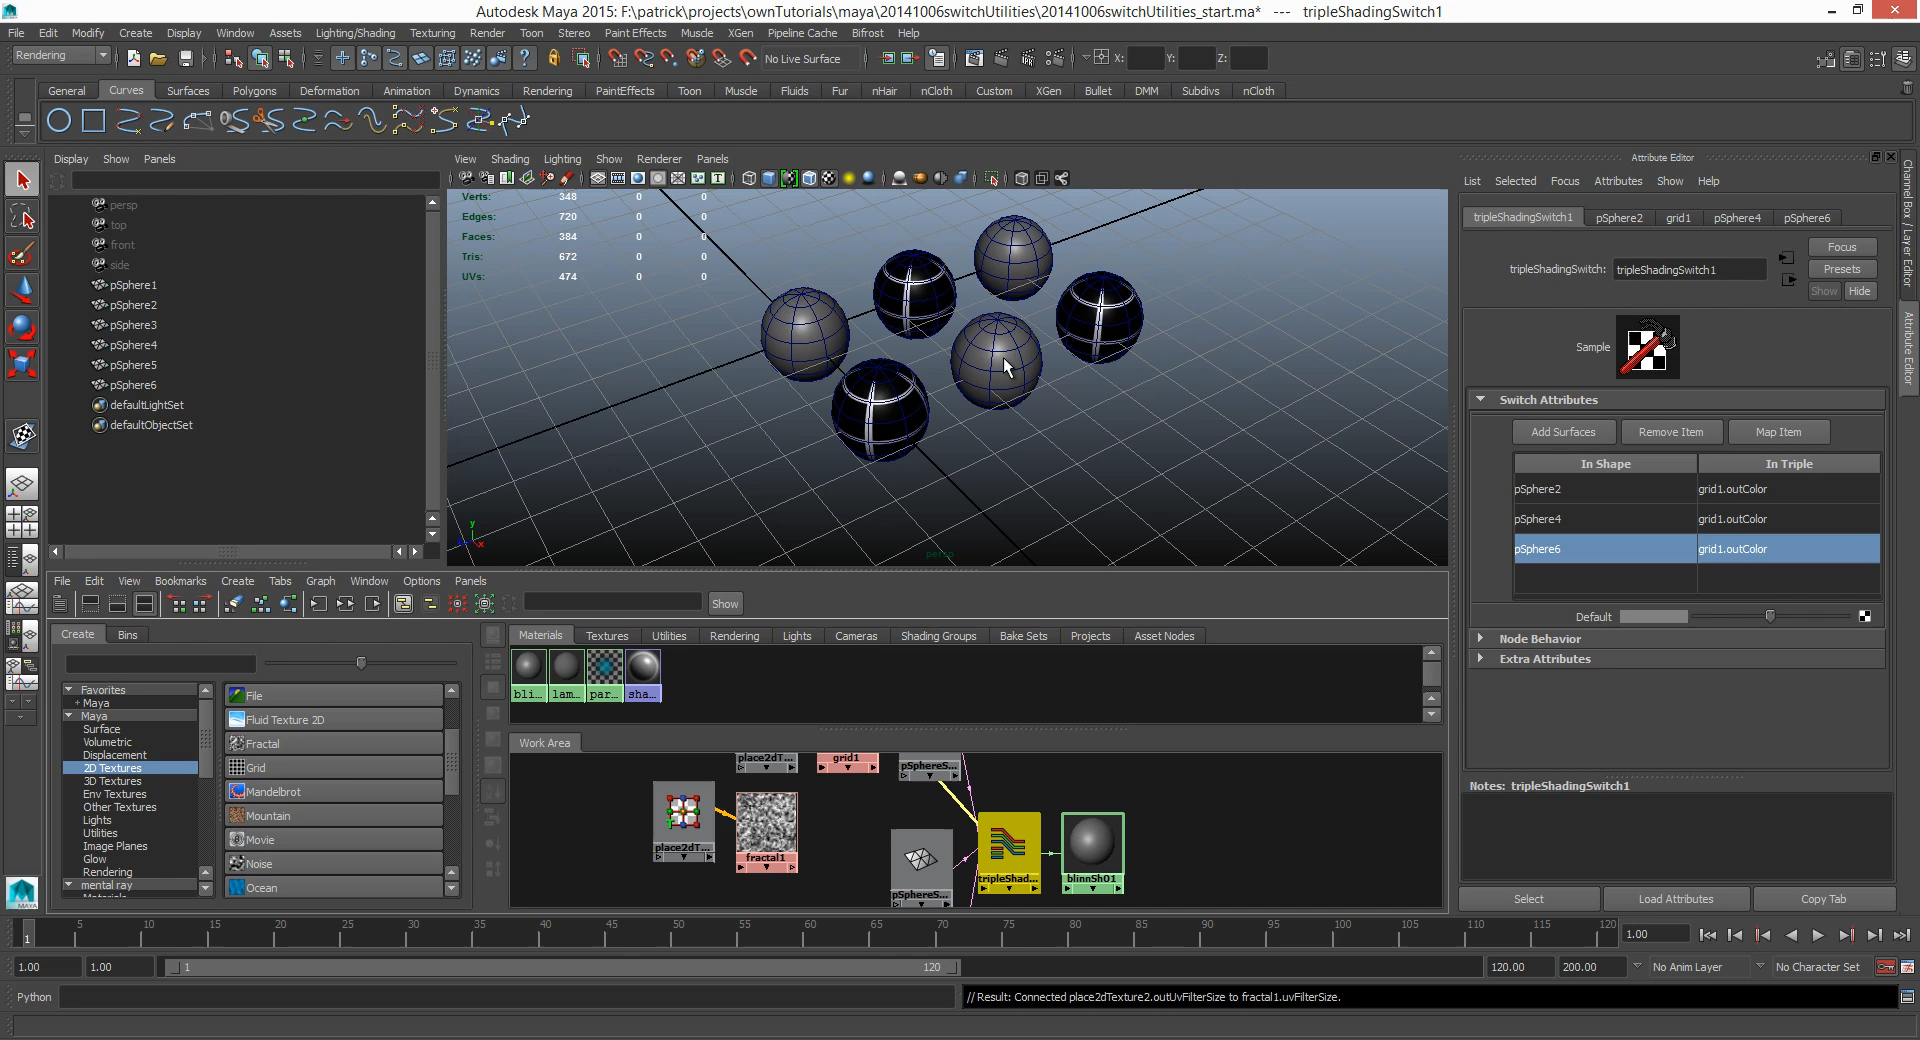 Autodesk Maya 2015: F:\patrick\projects\ownTutorials\maya\20141006switchUtilities\20141006switchUtilities_start.ma* --- tripleShadingSwitch1
File Edit Modify Create Display Window Assets Lighting/Shading Texturing Render Toon Stereo Paint Effects Muscle XGen Pipeline Cache Bifrost Help
Rendering No Live Surface X: Y: Z:
General Curves Surfaces Polygons Deformation Animation Dynamics Rendering PaintEffects Toon Muscle Fluids Fur nHair nCloth Custom XGen Bullet DMM Subdivs nCloth
Display Show Panels
persp
top
front
side
pSphere1
pSphere2
pSphere3
pSphere4
pSphere5
pSphere6
defaultLightSet
defaultObjectSet
View Shading Lighting Show Renderer Panels
Verts: 348 0 0
Edges: 720 0 0
Faces: 384 0 0
Tris: 672 0 0
UVs: 474 0 0
y
x
persp
Attribute Editor
List Selected Focus Attributes Show Help
tripleShadingSwitch1 pSphere2 grid1 pSphere4 pSphere6
tripleShadingSwitch: tripleShadingSwitch1
Focus
Presets
Show Hide
Sample
Switch Attributes
Add Surfaces Remove Item Map Item
In Shape In Triple
pSphere2 grid1.outColor
pSphere4 grid1.outColor
pSphere6 grid1.outColor
Default
Node Behavior
Extra Attributes
Notes: tripleShadingSwitch1
Select Load Attributes Copy Tab
Channel Box / Layer Editor
Attribute Editor
File Edit View Bookmarks Create Tabs Graph Window Options Panels
Show
Create Bins
Favorites
+ Maya
Maya
Surface
Volumetric
Displacement
2D Textures
3D Textures
Env Textures
Other Textures
Lights
Utilities
Image Planes
Glow
Rendering
mental ray
File
Fluid Texture 2D
Fractal
Grid
Mandelbrot
Mountain
Movie
Noise
Ocean
Materials Textures Utilities Rendering Lights Cameras Shading Groups Bake Sets Projects Asset Nodes
bli... lam... par... sha...
Work Area
place2dT... grid1 pSphereS...
place2dT... fractal1
pSphereS... tripleShad... blinnSh01
MAYA
1 5 10 15 20 25 30 35 40 45 50 55 60 65 70 75 80 85 90 95 100 105 110 115 120
1.00
1.00 1.00 1 120 120.00 200.00 No Anim Layer No Character Set
Python
// Result: Connected place2dTexture2.outUvFilterSize to fractal1.uvFilterSize.